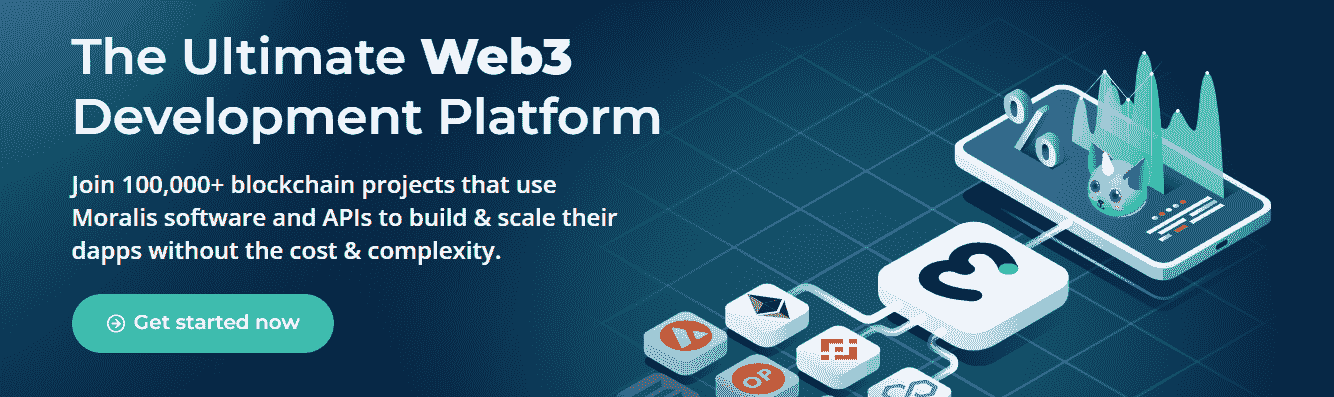 The Ultimate Web3
Development Platform
Join 100,000+ blockchain projects that use
Moralis software and APIs to build & scale their
dapps without the cost & complexity.
Get started now
%
OP